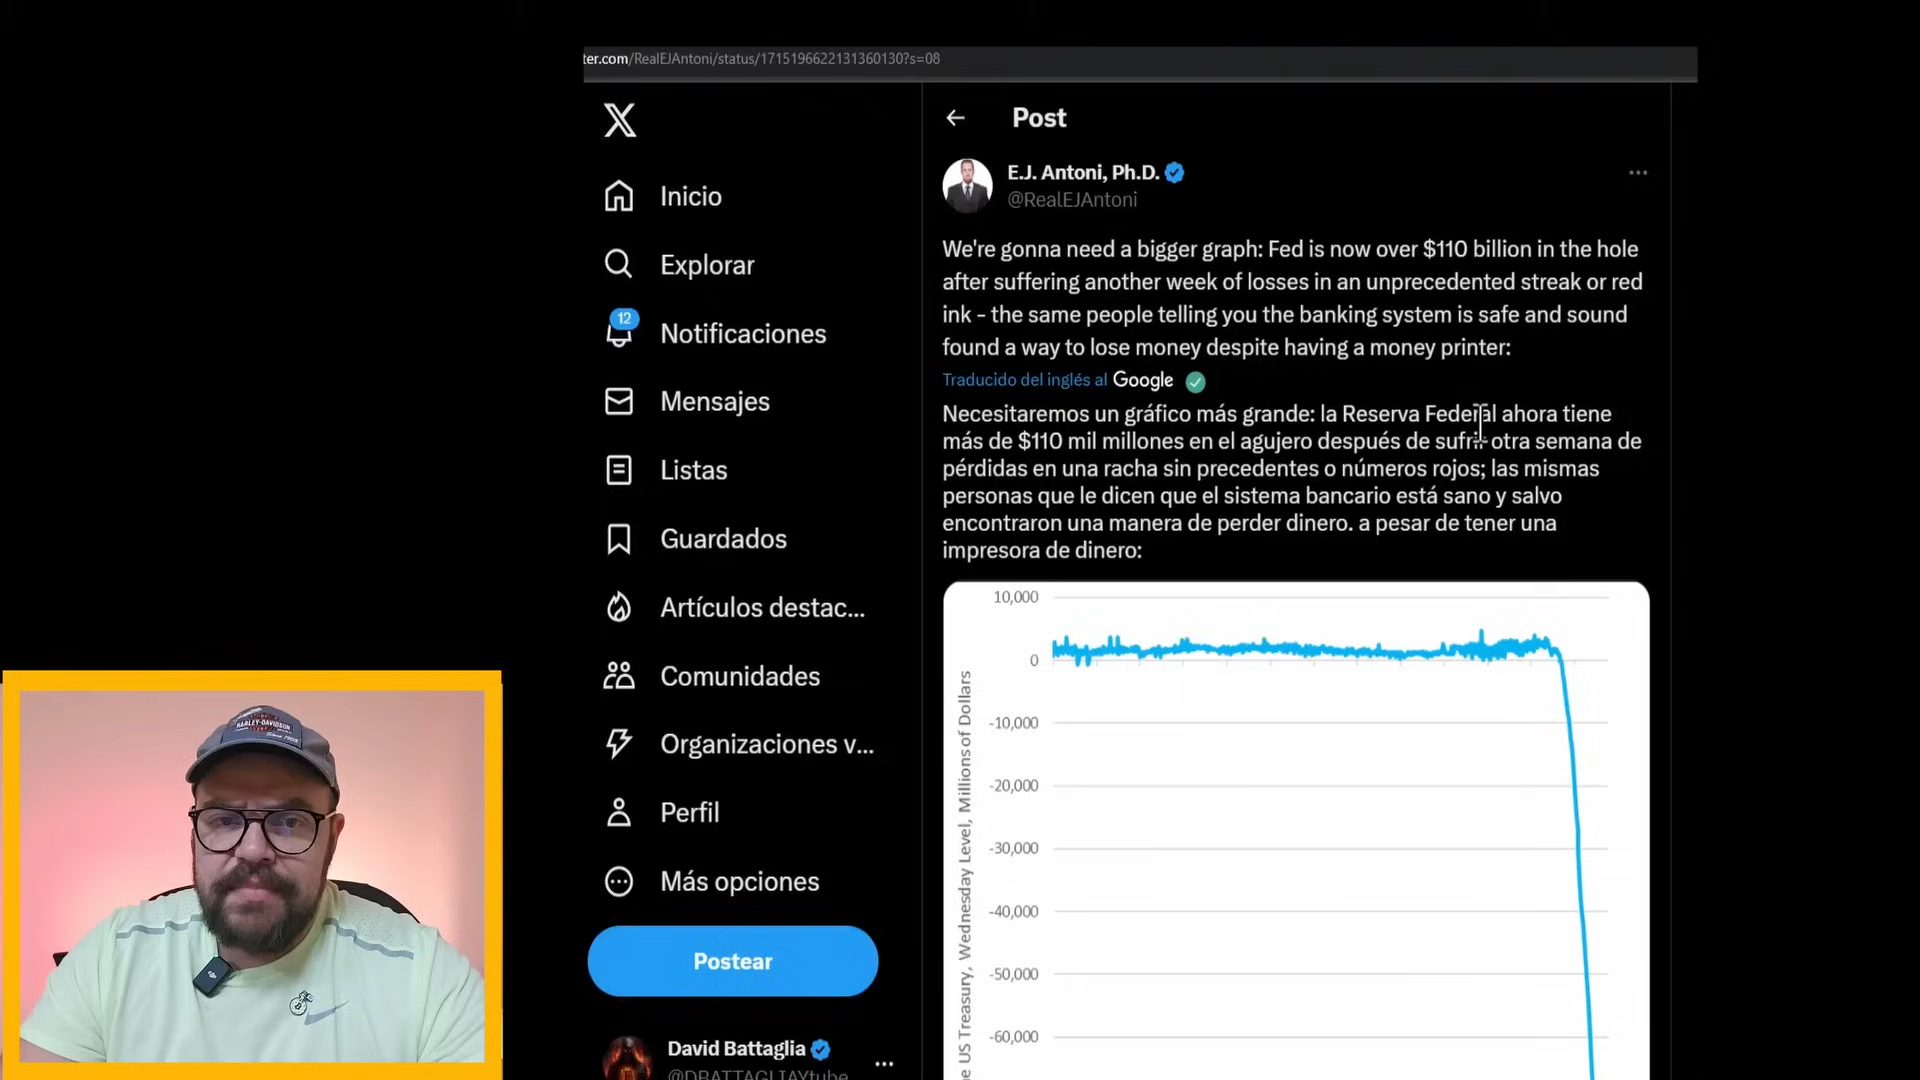 ter.com/RealEJAntoni/status/1715196622131360130?s=08
Post
E.J. Antoni, Ph.D.
@RealEJAntoni
We're gonna need a bigger graph: Fed is now over $110 billion in the hole
after suffering another week of losses in an unprecedented streak or red
ink - the same people telling you the banking system is safe and sound
found a way to lose money despite having a money printer:
Traducido del inglés al Google
Necesitaremos un gráfico más grande: la Reserva Federal ahora tiene
más de $110 mil millones en el agujero después de sufrir otra semana de
pérdidas en una racha sin precedentes o números rojos; las mismas
personas que le dicen que el sistema bancario está sano y salvo
encontraron una manera de perder dinero. a pesar de tener una
impresora de dinero:
10,000
0
-10,000
-20,000
-30,000
-40,000
-50,000
-60,000
US Treasury, Wednesday Level, Millions of Dollars
X
Inicio
Explorar
12
Notificaciones
Mensajes
Listas
Guardados
Artículos destac...
Comunidades
Organizaciones v...
Perfil
Más opciones
Postear
David Battaglia
@DBATTAGLIAYtube
HARLEY-DAVIDSON